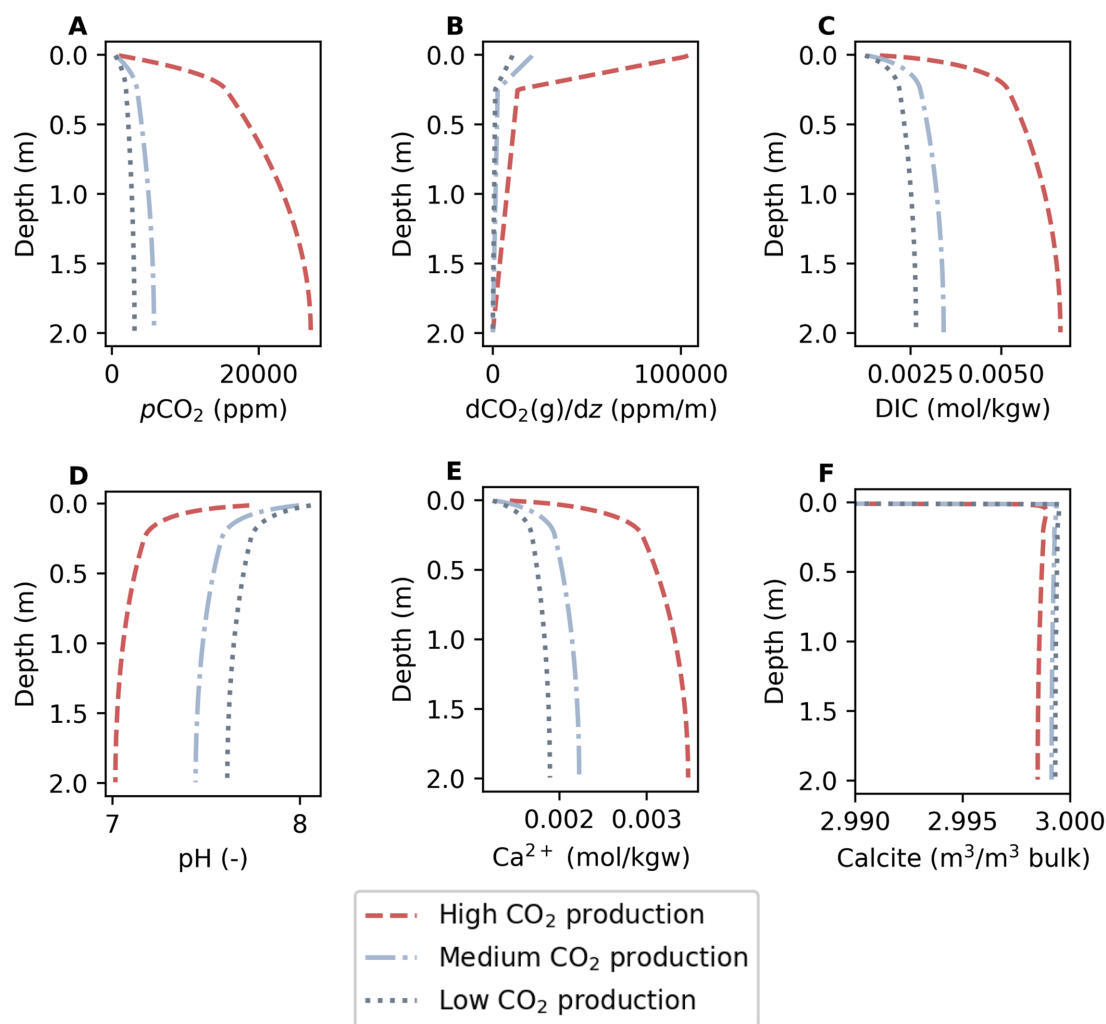 A
0.0
0.5
1.0
1.5
2.0
Depth (m)
0
20000
pCO₂ (ppm)
B
0.0
0.5
1.0
1.5
2.0
Depth (m)
0
100000
dCO₂(g)/dz (ppm/m)
C
0.0
0.5
1.0
1.5
2.0
Depth (m)
0.0025
0.0050
DIC (mol/kgw)
D
0.0
0.5
1.0
1.5
2.0
Depth (m)
7
8
pH (-)
E
0.0
0.5
1.0
1.5
2.0
Depth (m)
0.002
0.003
Ca²⁺ (mol/kgw)
F
0.0
0.5
1.0
1.5
2.0
Depth (m)
2.990
2.995
3.000
Calcite (m³/m³ bulk)
High CO₂ production
Medium CO₂ production
Low CO₂ production